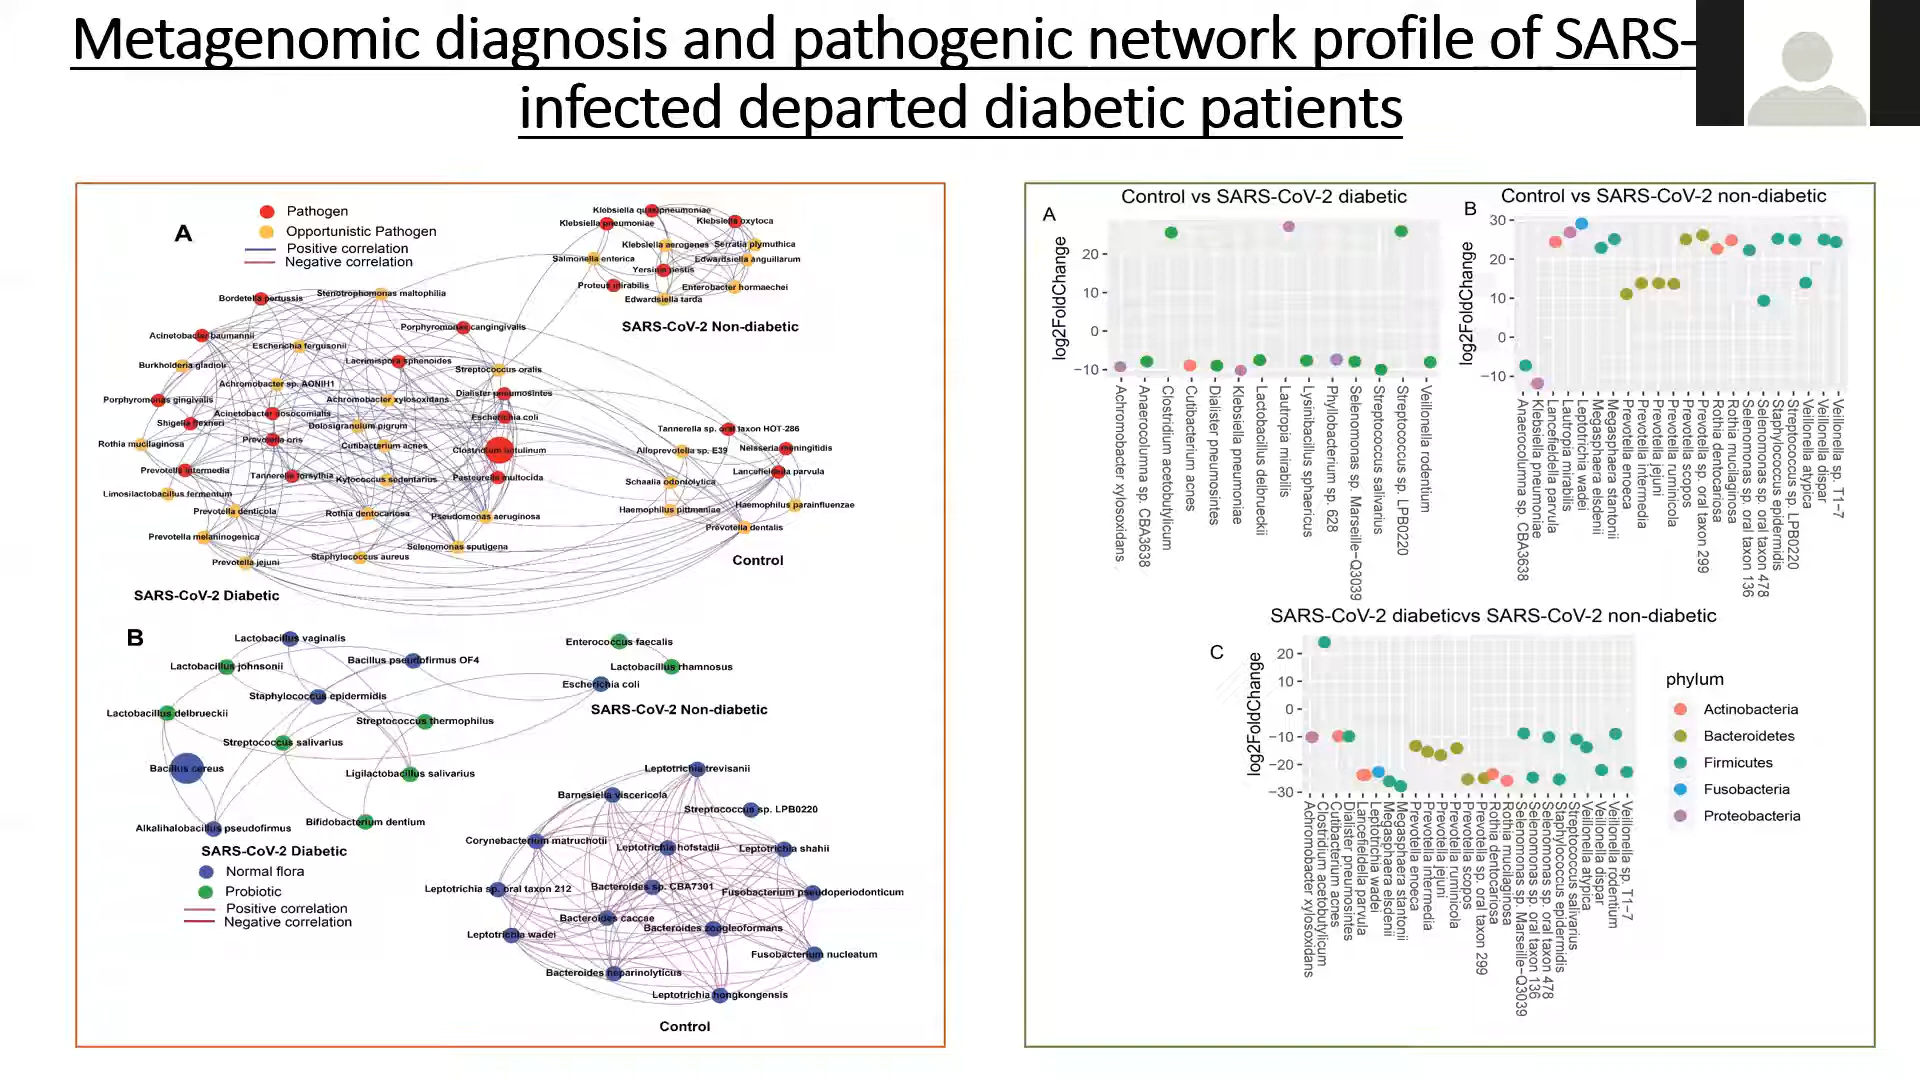 Metagenomic diagnosis and pathogenic network profile of SARS-
infected departed diabetic patients
A
Pathogen
Opportunistic Pathogen
Positive correlation
Negative correlation
Klebsiella quasipneumoniae
Klebsiella pneumoniae
Klebsiella oxytoca
Klebsiella aerogenes
Serratia plymuthica
Salmonella enterica
Edwardsiella anguillarum
Yersinia pestis
Proteus mirabilis
Enterobacter hormaechei
Edwardsiella tarda
SARS-CoV-2 Non-diabetic
Bordetella pertussis
Stenotrophomonas maltophilia
Acinetobacter baumannii
Porphyromonas cangingivalis
Escherichia fergusonii
Burkholderia gladioli
Lacrimispora sphenoides
Streptococcus oralis
Achromobacter sp. AONIH1
Porphyromonas gingivalis
Achromobacter xylosoxidans
Dialister pneumosintes
Acinetobacter nosocomialis
Shigella flexneri
Escherichia coli
Dolosigranulum pigrum
Rothia mucilaginosa
Prevotella oris
Cutibacterium acnes
Clostridium botulinum
Prevotella intermedia
Tannerella forsythia
Kytococcus sedentarius
Pasteurella multocida
Limosilactobacillus fermentum
Prevotella denticola
Rothia dentocariosa
Pseudomonas aeruginosa
Prevotella melaninogenica
Selenomonas sputigena
Staphylococcus aureus
Prevotella jejuni
SARS-CoV-2 Diabetic
Tannerella sp. oral taxon HOT-286
Alloprevotella sp. E39
Neisseria meningitidis
Lancefieldella parvula
Schaalia odontolytica
Haemophilus pittmaniae
Haemophilus parainfluenzae
Prevotella dentalis
Control
B
Lactobacillus vaginalis
Lactobacillus johnsonii
Bacillus pseudofirmus OF4
Staphylococcus epidermidis
Lactobacillus delbrueckii
Streptococcus thermophilus
Streptococcus salivarius
Bacillus cereus
Ligilactobacillus salivarius
Alkalihalobacillus pseudofirmus
Bifidobacterium dentium
SARS-CoV-2 Diabetic
Normal flora
Probiotic
Positive correlation
Negative correlation
Enterococcus faecalis
Lactobacillus rhamnosus
Escherichia coli
SARS-CoV-2 Non-diabetic
Leptotrichia trevisanii
Barnesiella viscericola
Streptococcus sp. LPB0220
Corynebacterium matruchotii
Leptotrichia hofstadii
Leptotrichia shahii
Leptotrichia sp. oral taxon 212
Bacteroides sp. CBA7301
Fusobacterium pseudoperiodonticum
Bacteroides caccae
Bacteroides zoogleoformans
Leptotrichia wadei
Fusobacterium nucleatum
Bacteroides heparinolyticus
Leptotrichia hongkongensis
Control
A
Control vs SARS-CoV-2 diabetic
log2FoldChange
20
10
0
−10
Achromobacter xylosoxidans
Anaerocolumna sp. CBA3638
Clostridium acetobutylicum
Cutibacterium acnes
Dialister pneumosintes
Klebsiella pneumoniae
Lactobacillus delbrueckii
Lautropia mirabilis
Lysinibacillus sphaericus
Phyllobacterium sp. 628
Selenomonas sp. Marseille−Q3039
Streptococcus salivarius
Streptococcus sp. LPB0220
Veillonella rodentium
B
Control vs SARS-CoV-2 non-diabetic
log2FoldChange
30
20
10
0
−10
Anaerocolumna sp. CBA3638
Klebsiella pneumoniae
Lancefieldella parvula
Lautropia mirabilis
Leptotrichia wadei
Megasphaera elsdenii
Megasphaera stantonii
Prevotella enoeca
Prevotella intermedia
Prevotella jejuni
Prevotella ruminicola
Prevotella scopos
Prevotella sp. oral taxon 299
Rothia dentocariosa
Rothia mucilaginosa
Selenomonas sp. oral taxon 136
Selenomonas sp. oral taxon 478
Staphylococcus epidermidis
Streptococcus sp. LPB0220
Veillonella atypica
Veillonella dispar
Veillonella sp. T1−7
SARS-CoV-2 diabeticvs SARS-CoV-2 non-diabetic
C
log2FoldChange
20
10
0
−10
−20
−30
Achromobacter xylosoxidans
Clostridium acetobutylicum
Cutibacterium acnes
Dialister pneumosintes
Lancefieldella parvula
Leptotrichia wadei
Megasphaera elsdenii
Megasphaera stantonii
Prevotella enoeca
Prevotella intermedia
Prevotella jejuni
Prevotella ruminicola
Prevotella scopos
Prevotella sp. oral taxon 299
Rothia dentocariosa
Rothia mucilaginosa
Selenomonas sp. Marseille−Q3039
Selenomonas sp. oral taxon 136
Selenomonas sp. oral taxon 478
Staphylococcus epidermidis
Streptococcus salivarius
Veillonella atypica
Veillonella dispar
Veillonella rodentium
Veillonella sp. T1−7
phylum
Actinobacteria
Bacteroidetes
Firmicutes
Fusobacteria
Proteobacteria